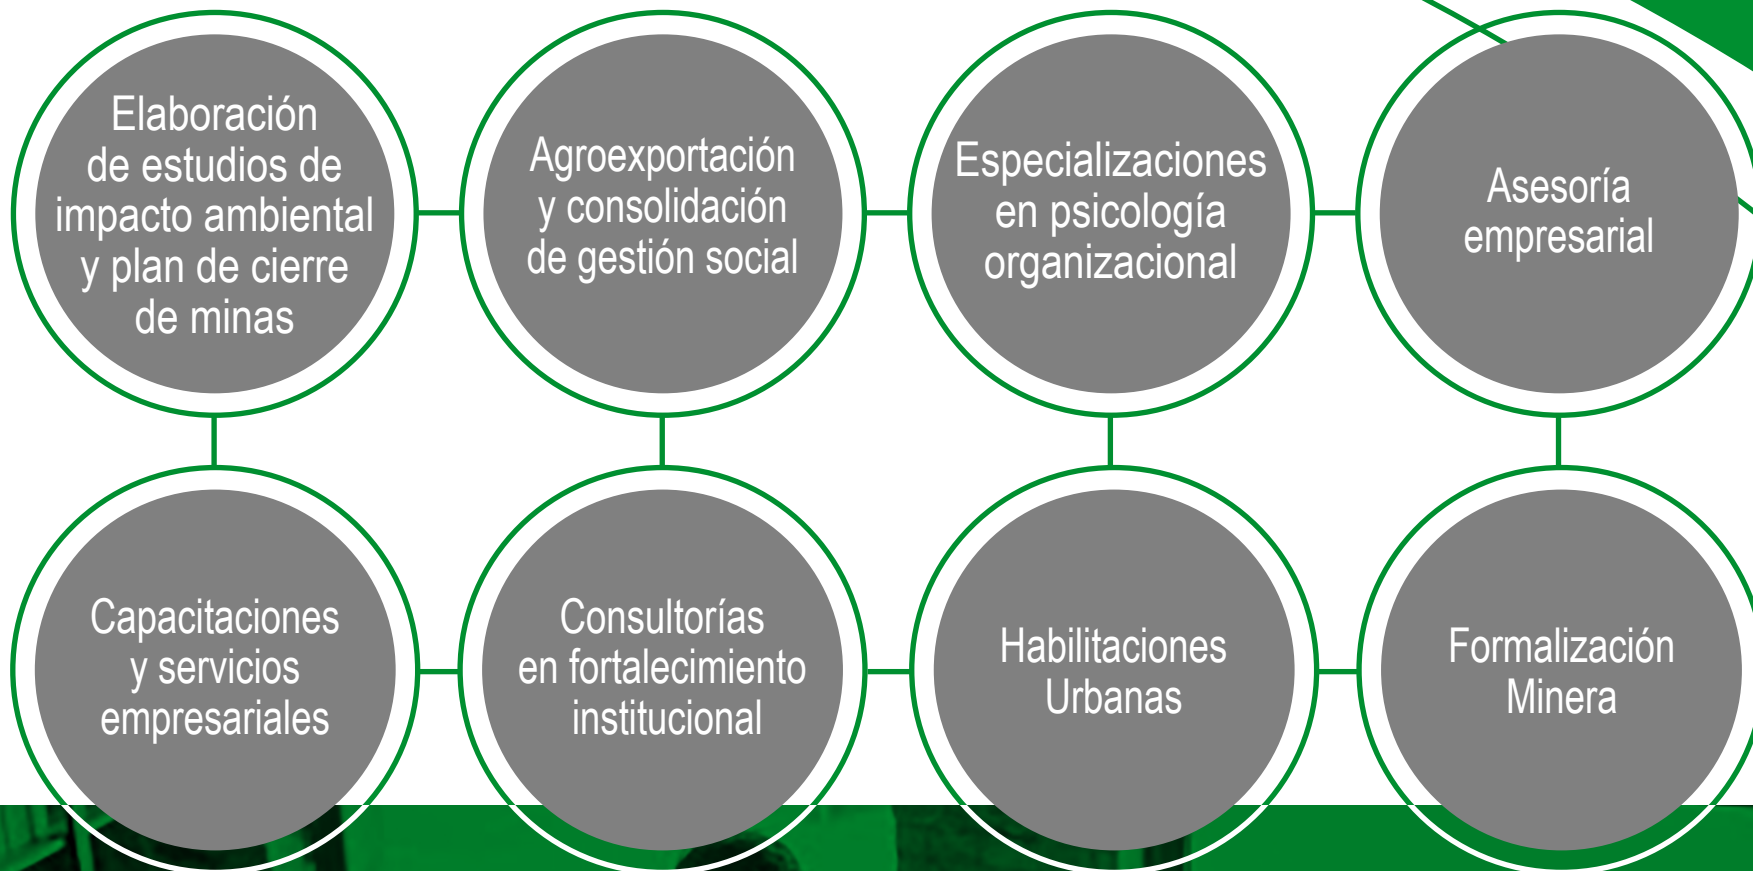 Elaboración
de estudios de
impacto ambiental
y plan de cierre
de minas
Agroexportación
y consolidación
de gestión social
Especializaciones
en psicología
organizacional
Asesoría
empresarial
Capacitaciones
y servicios
empresariales
Consultorías
en fortalecimiento
institucional
Habilitaciones
Urbanas
Formalización
Minera